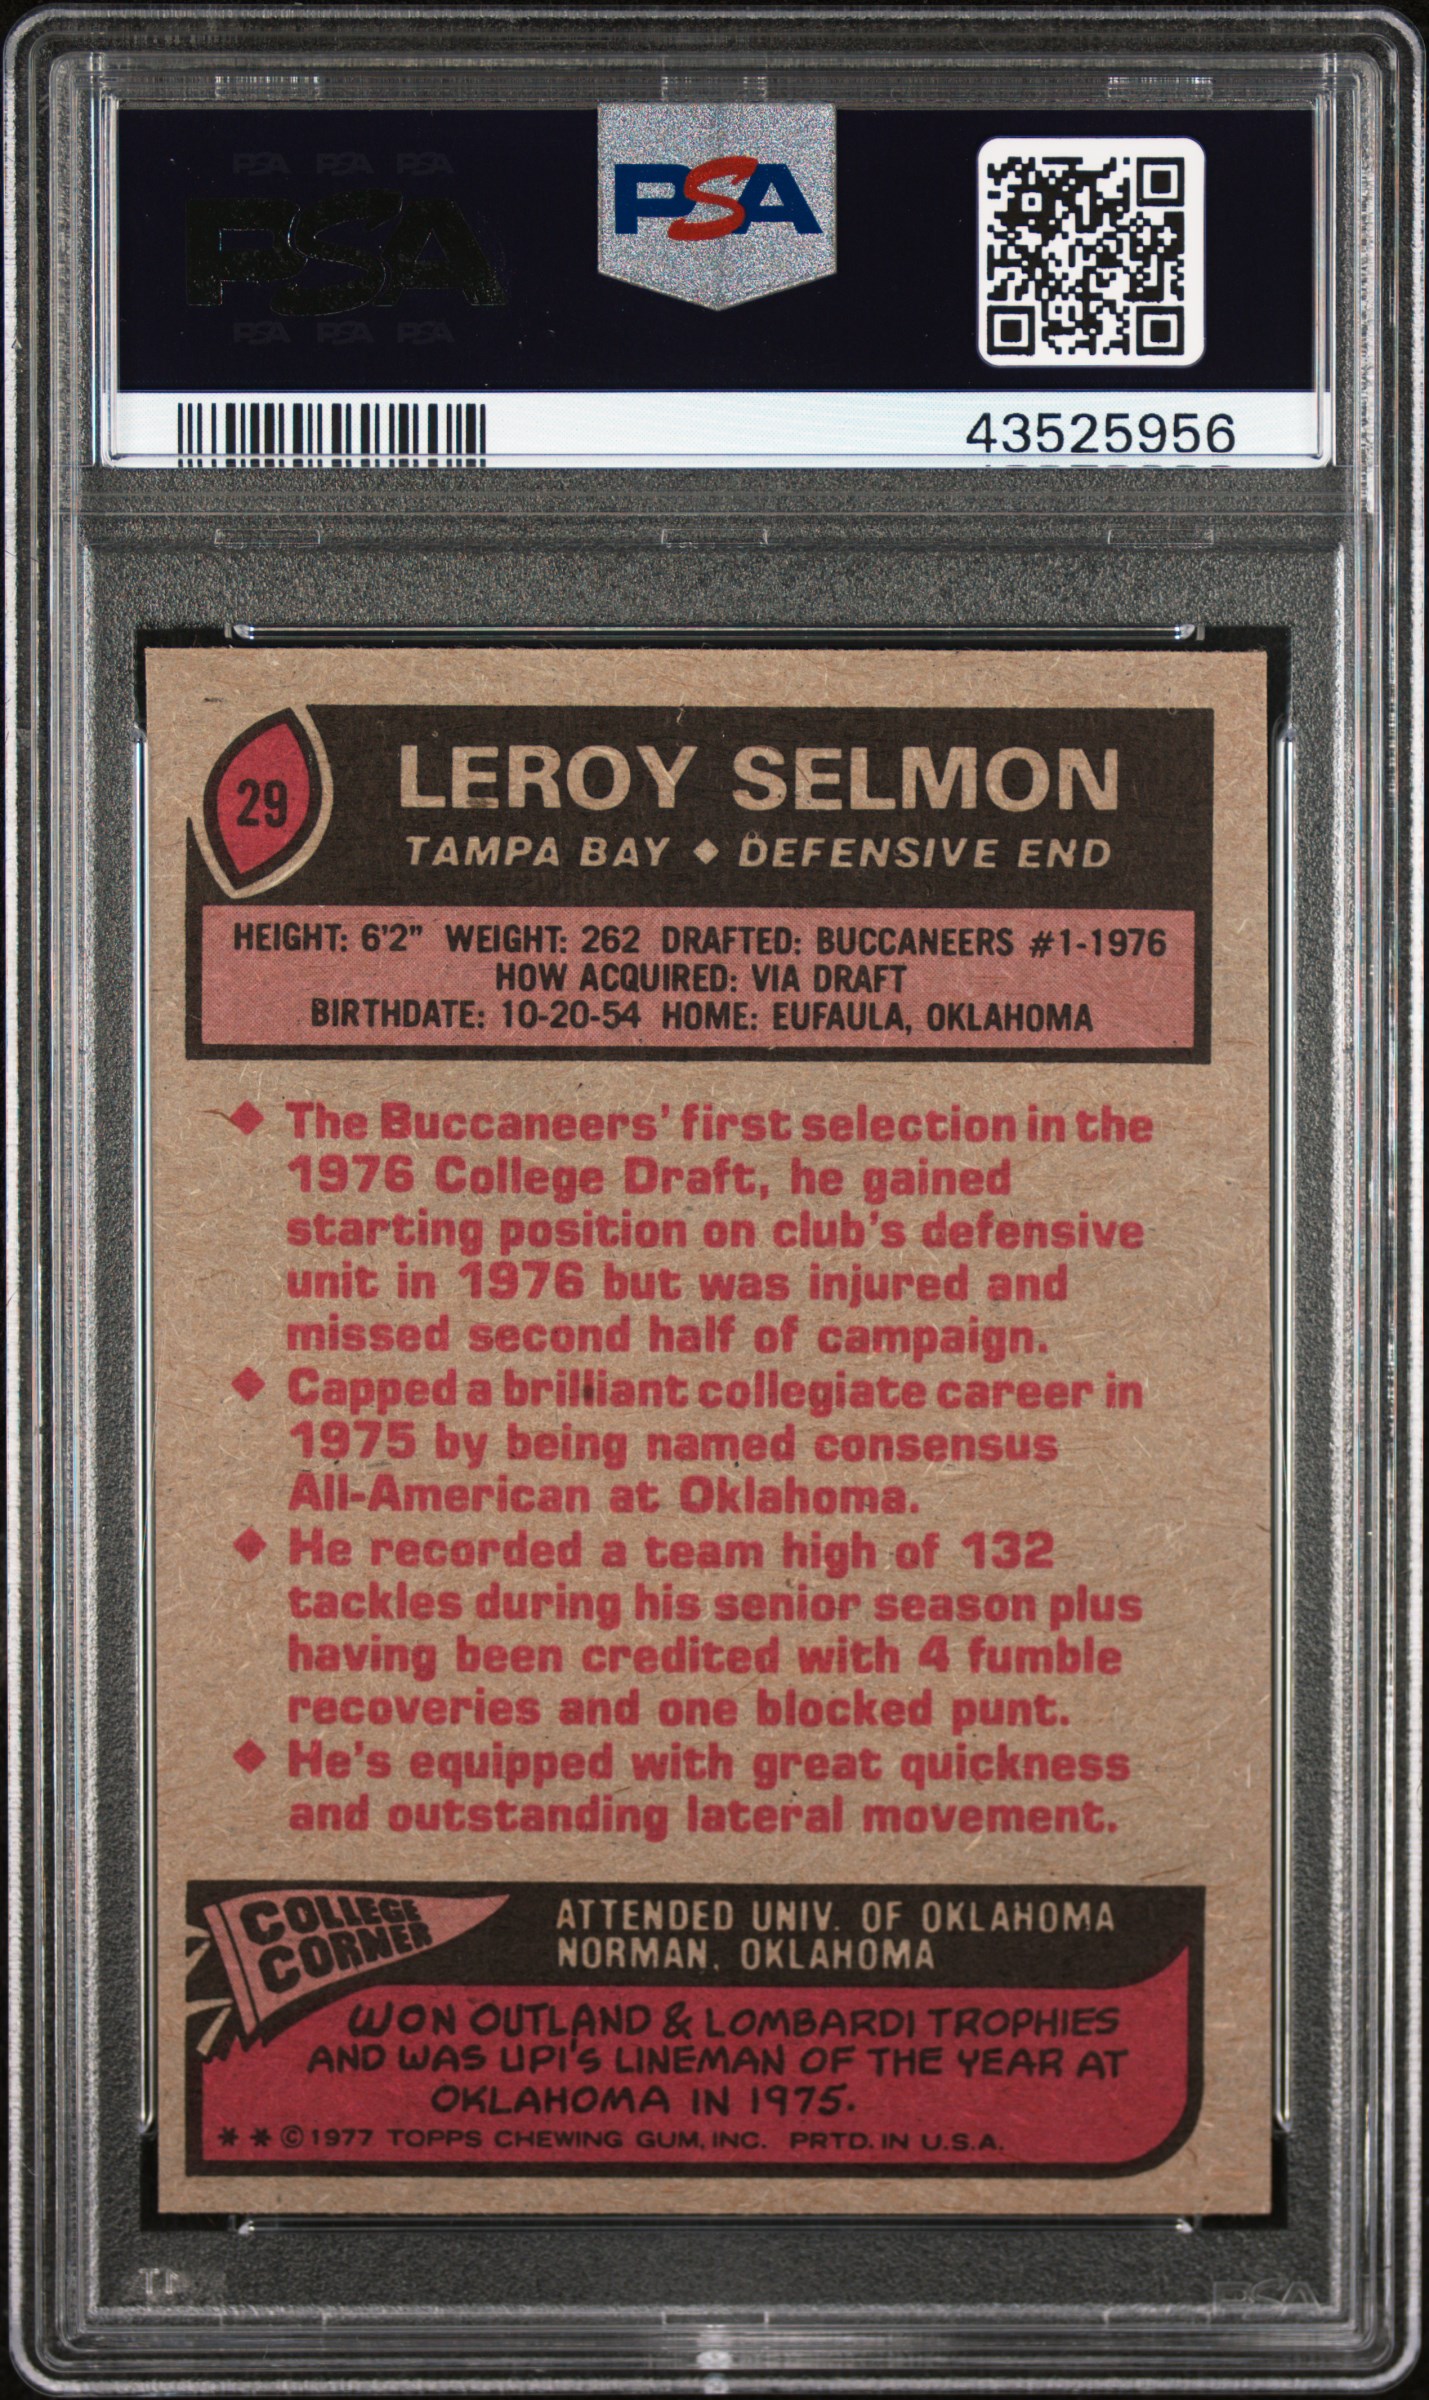 PSA PSA PSA
PSA
PSA PSA PSA
PSA
43525956
29
LEROY SELMON
TAMPA BAY ◆ DEFENSIVE END
HEIGHT: 6'2" WEIGHT: 262 DRAFTED: BUCCANEERS #1-1976
HOW ACQUIRED: VIA DRAFT
BIRTHDATE: 10-20-54 HOME: EUFAULA, OKLAHOMA
◆ The Buccaneers' first selection in the
1976 College Draft, he gained
starting position on club's defensive
unit in 1976 but was injured and
missed second half of campaign.
◆ Capped a brilliant collegiate career in
1975 by being named consensus
All-American at Oklahoma.
◆ He recorded a team high of 132
tackles during his senior season plus
having been credited with 4 fumble
recoveries and one blocked punt.
◆ He's equipped with great quickness
and outstanding lateral movement.
COLLEGE
CORNER
ATTENDED UNIV. OF OKLAHOMA
NORMAN, OKLAHOMA
WON OUTLAND & LOMBARDI TROPHIES
AND WAS UPI'S LINEMAN OF THE YEAR AT
OKLAHOMA IN 1975.
* * © 1977 TOPPS CHEWING GUM, INC. PRTD. IN U.S.A.
PSA